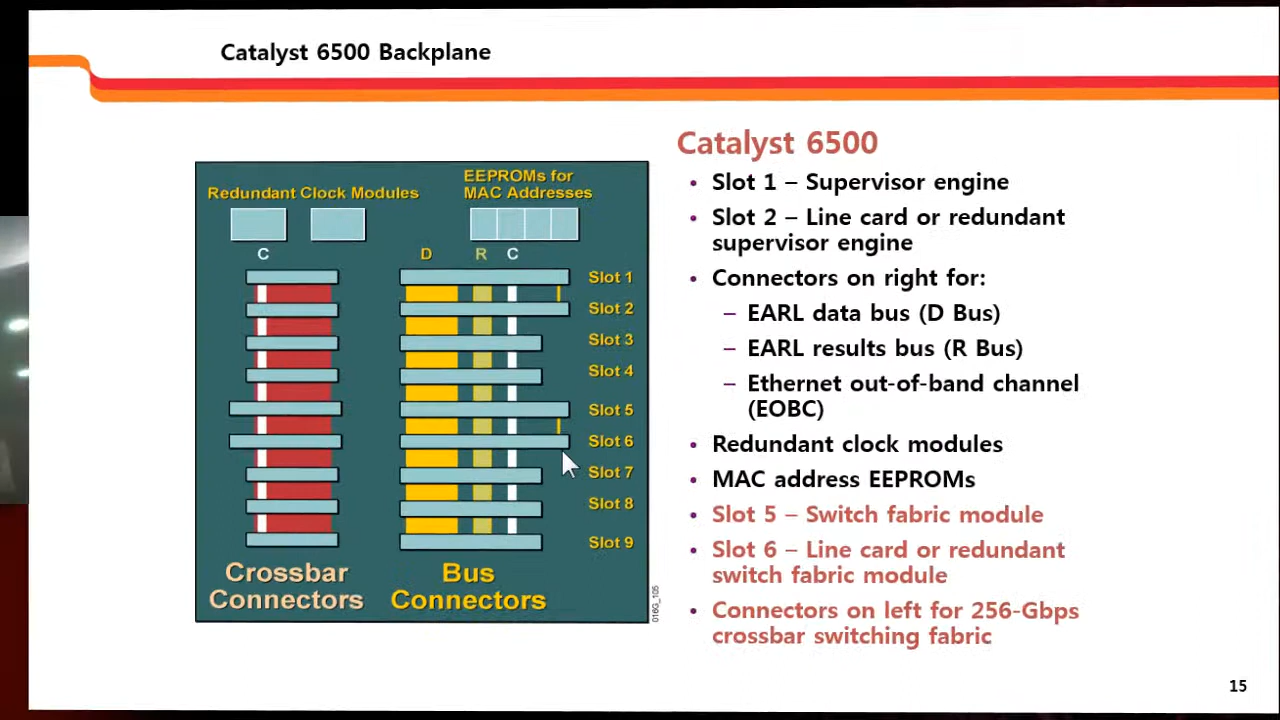 Catalyst 6500 Backplane
Redundant Clock Modules
EEPROMs for
MAC Addresses
C
D R C
Slot 1
Slot 2
Slot 3
Slot 4
Slot 5
Slot 6
Slot 7
Slot 8
Slot 9
Crossbar
Connectors
Bus
Connectors
016G_105
Catalyst 6500
• Slot 1 – Supervisor engine
• Slot 2 – Line card or redundant
supervisor engine
• Connectors on right for:
– EARL data bus (D Bus)
– EARL results bus (R Bus)
– Ethernet out-of-band channel
(EOBC)
• Redundant clock modules
• MAC address EEPROMs
• Slot 5 – Switch fabric module
• Slot 6 – Line card or redundant
switch fabric module
• Connectors on left for 256-Gbps
crossbar switching fabric
15